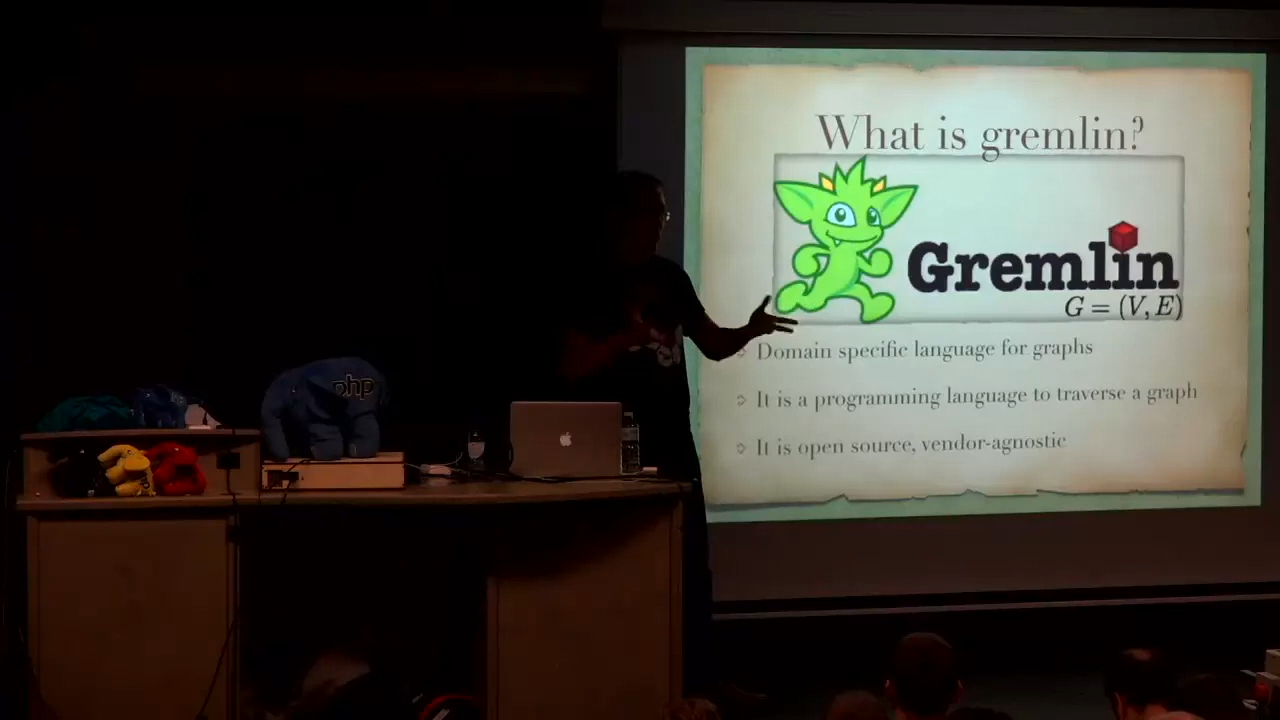 What is gremlin?
Gremlin
G = (V, E)
Domain specific language for graphs
It is a programming language to traverse a graph
It is open source, vendor-agnostic
php